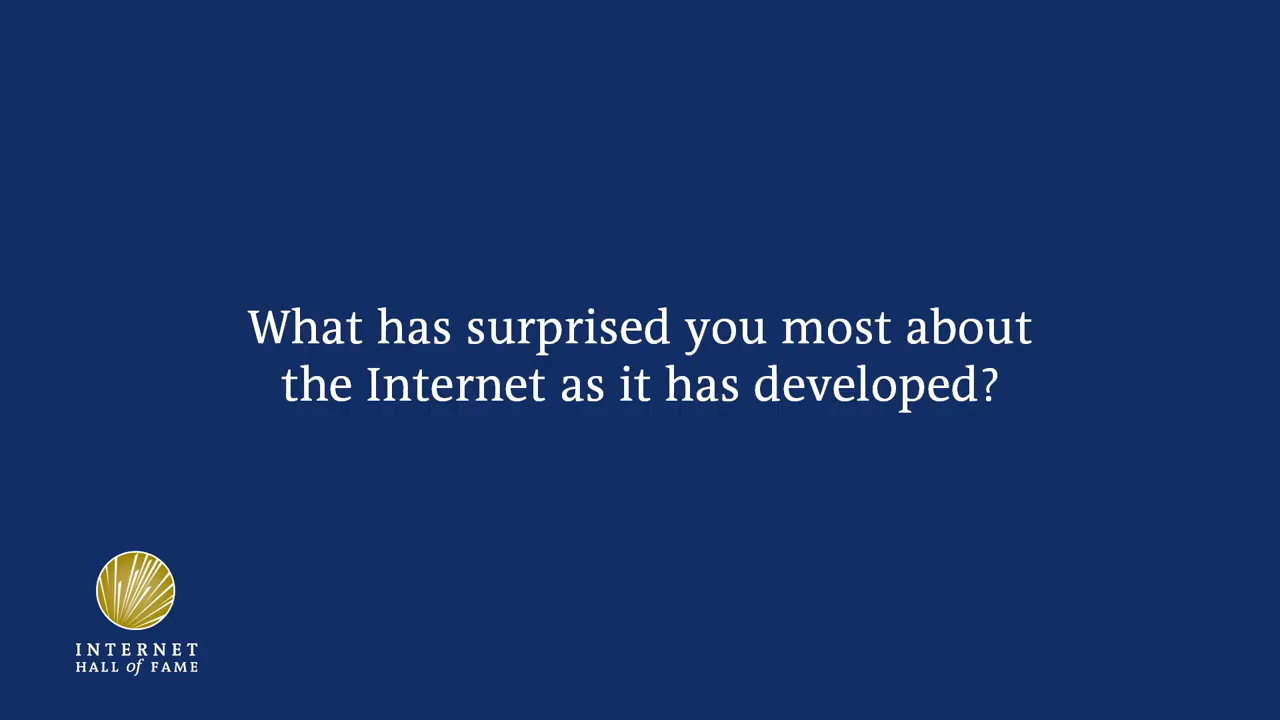 What has surprised you most about
the Internet as it has developed?
INTERNET
HALL of FAME